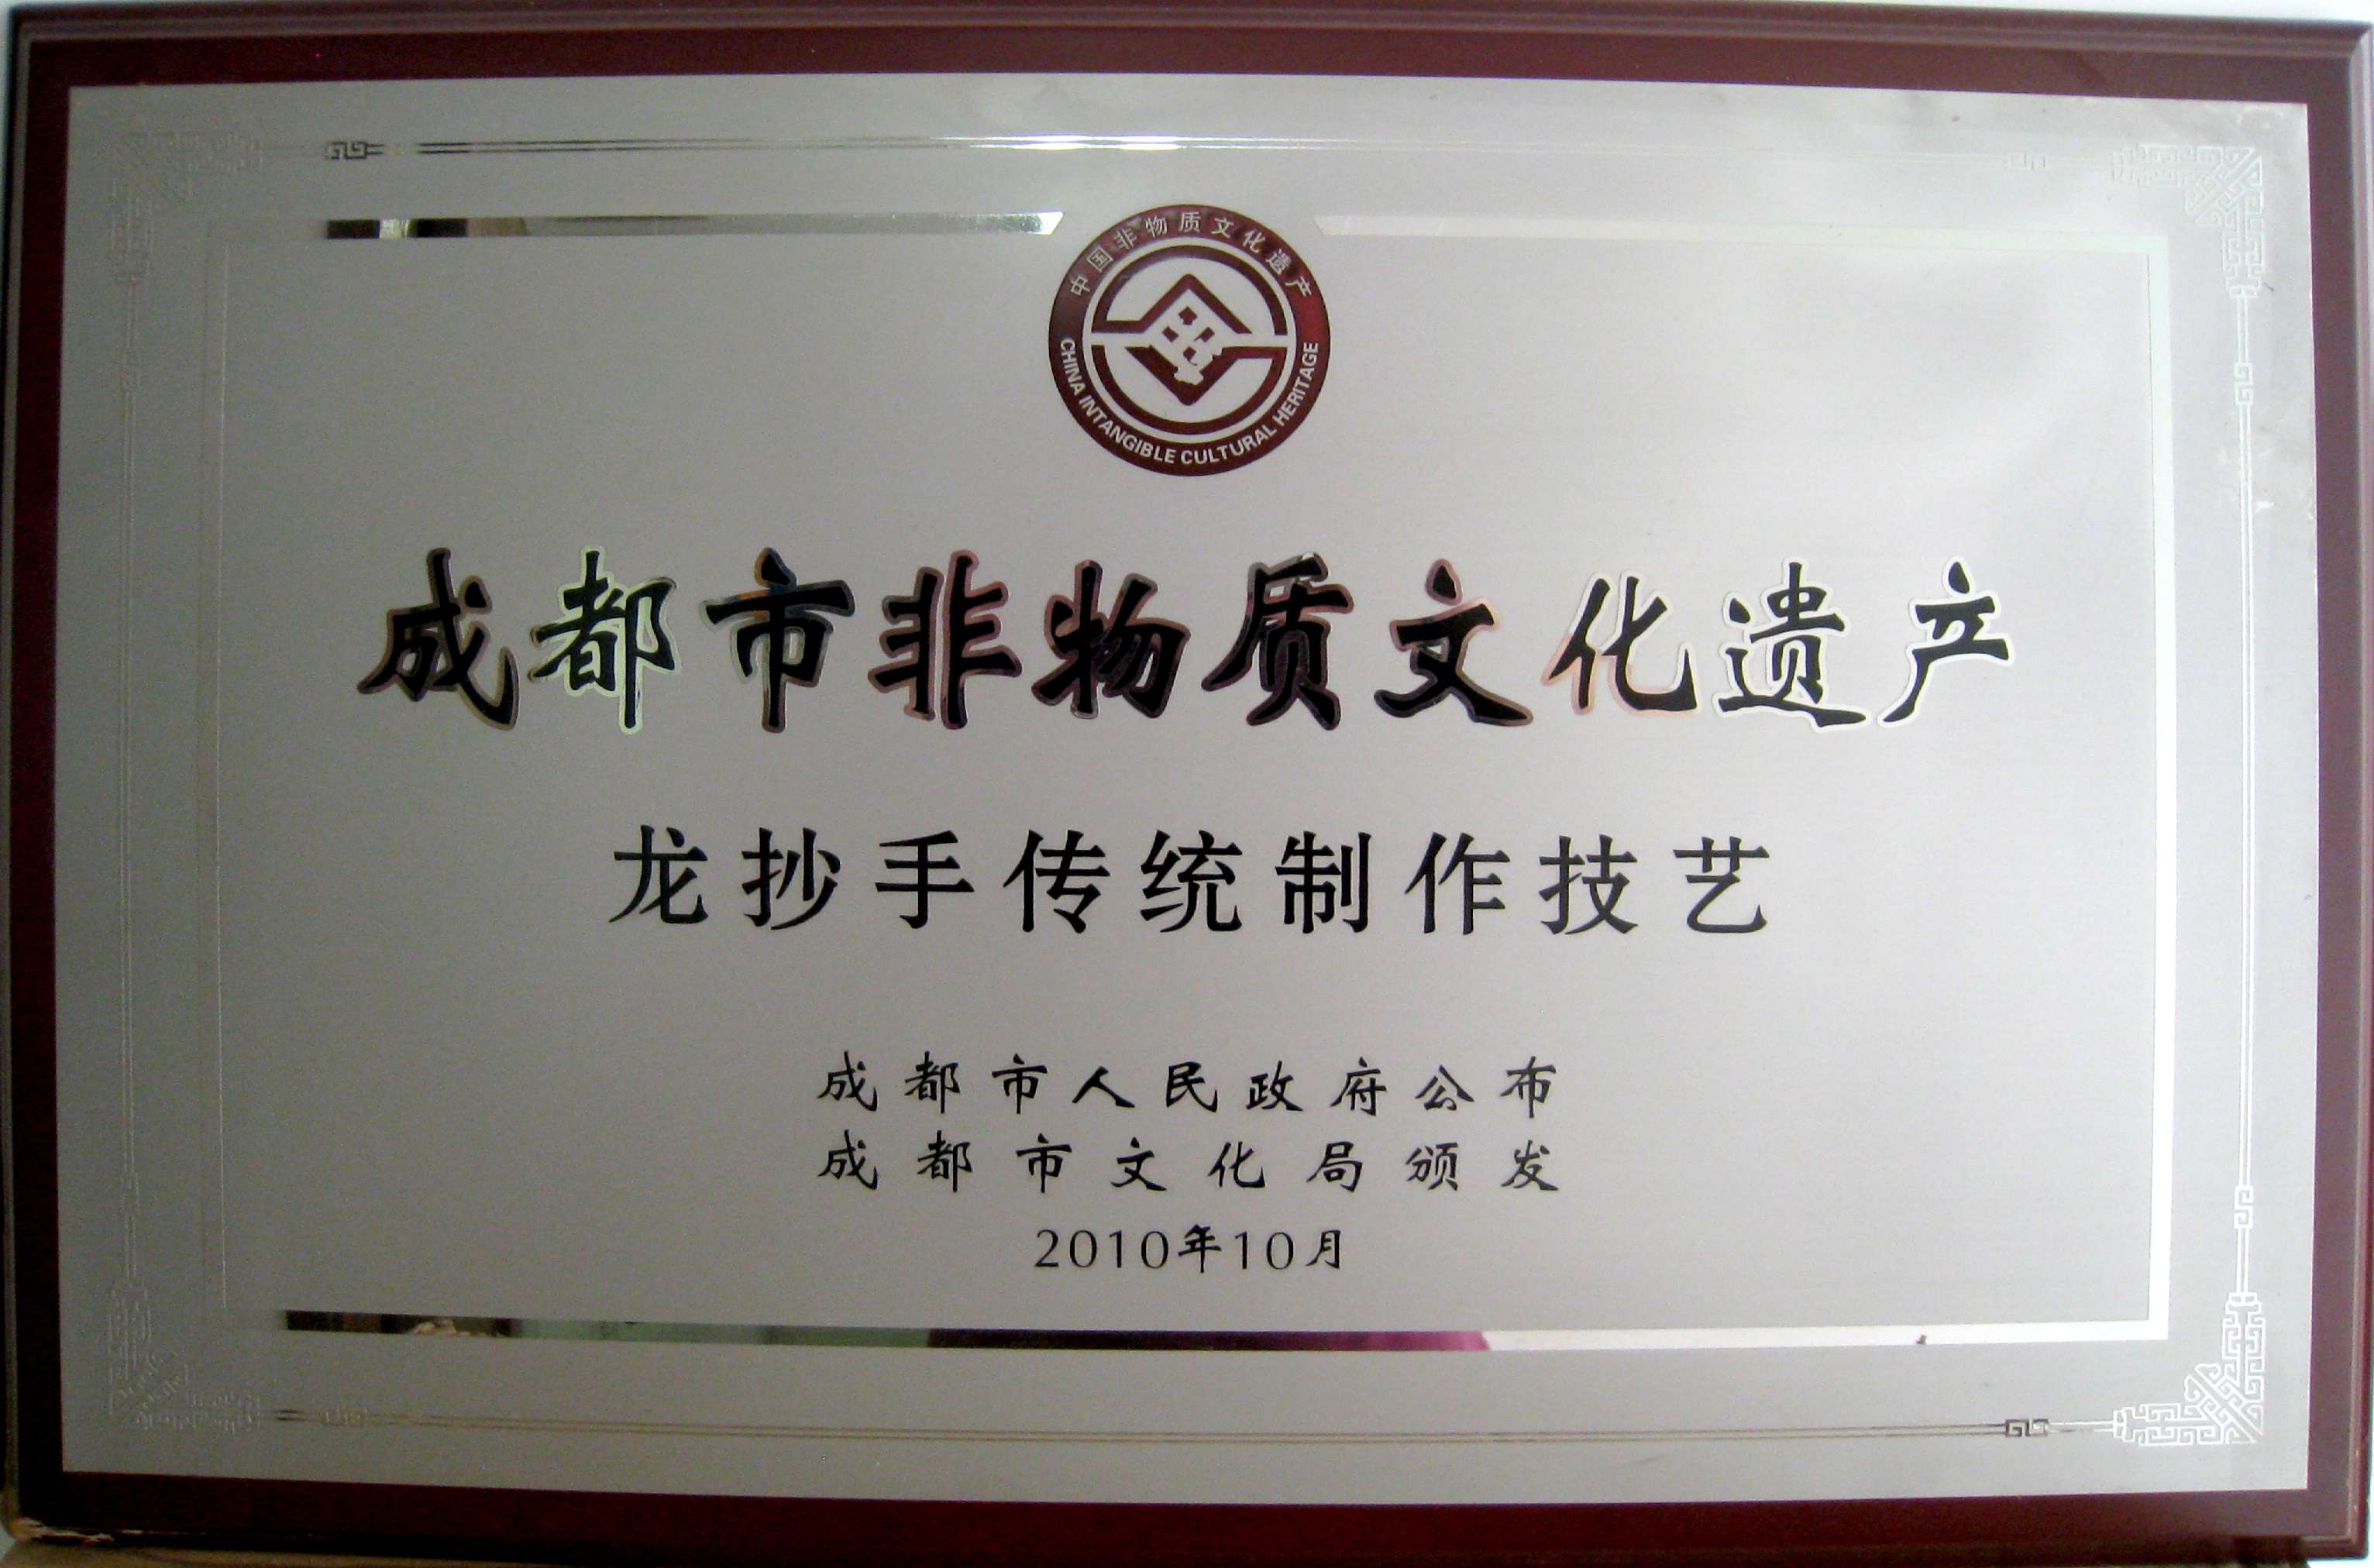 中国非物质文化遗产
CHINA INTANGIBLE CULTURAL HERITAGE
成都市非物质文化遗产
龙抄手传统制作技艺
成都市人民政府公布
成都市文化局颁发
2010年10月